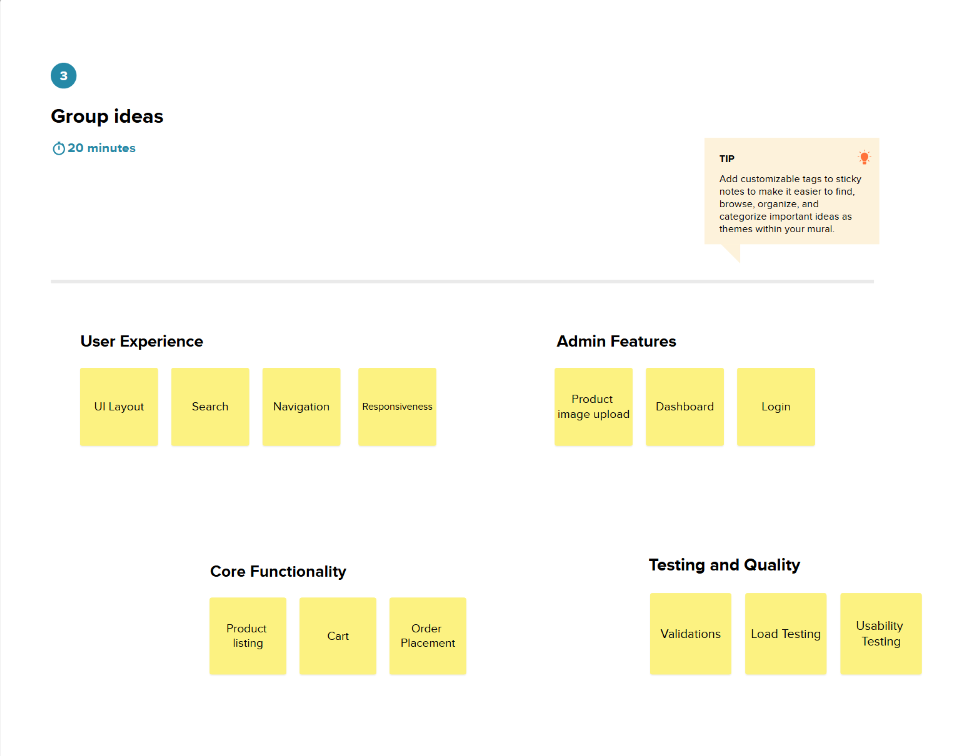 3
Group ideas
20 minutes
TIP
Add customizable tags to sticky
notes to make it easier to find,
browse, organize, and
categorize important ideas as
themes within your mural.
User Experience
UI Layout
Search
Navigation
Responsiveness
Admin Features
Product
image upload
Dashboard
Login
Core Functionality
Product
listing
Cart
Order
Placement
Testing and Quality
Validations
Load Testing
Usability
Testing